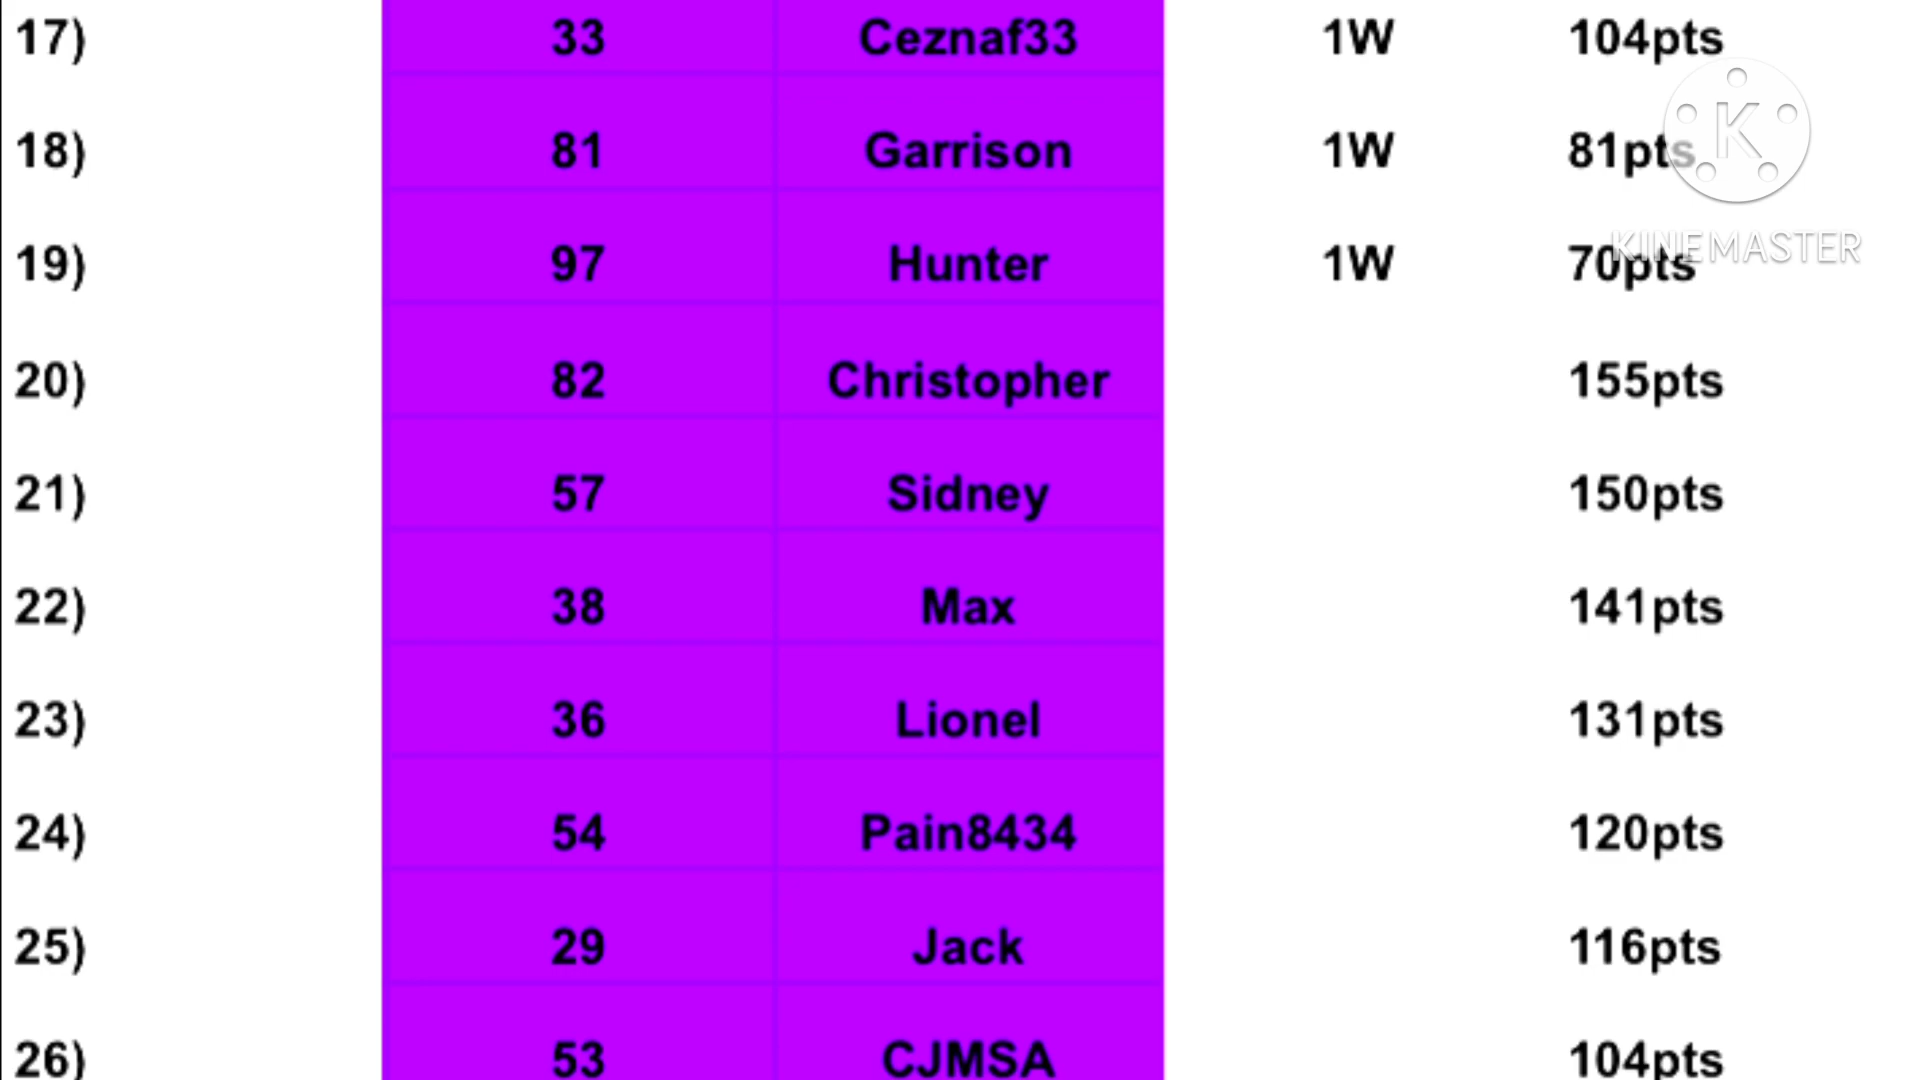 17) 33 Ceznaf33 1W 104pts
18) 81 Garrison 1W 81pts
19) 97 Hunter 1W 70pts
20) 82 Christopher 155pts
21) 57 Sidney 150pts
22) 38 Max 141pts
23) 36 Lionel 131pts
24) 54 Pain8434 120pts
25) 29 Jack 116pts
26) 53 CJMSA 104pts
K
KINEMASTER